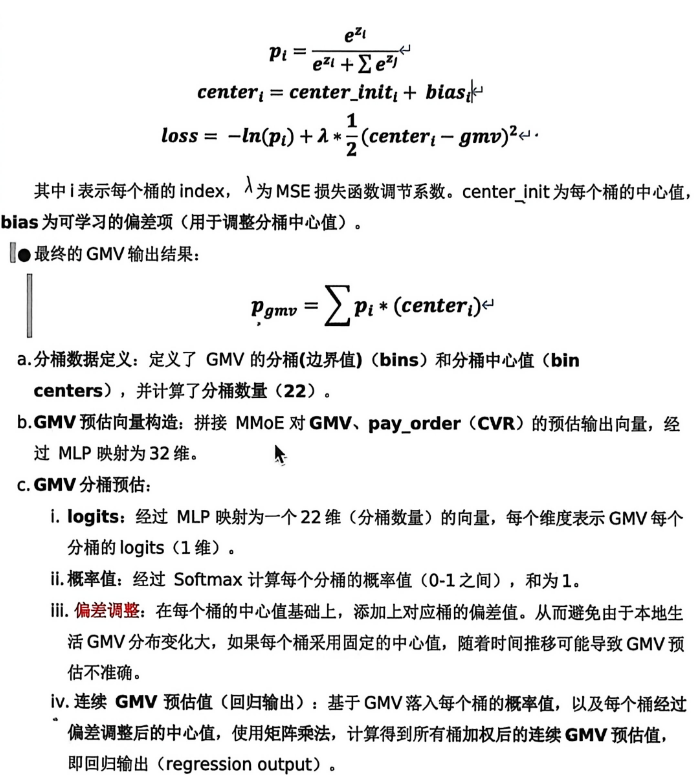 p_i = e^{z_i} / (e^{z_i} + ∑ e^{z_j})↵
center_i = center_init_i + bias_i↵
loss = −ln(p_i) + λ * 1/2 (center_i − gmv)^2↵
其中 i 表示每个桶的 index， λ 为 MSE 损失函数调节系数。center_init 为每个桶的中心值，
bias 为可学习的偏差项（用于调整分桶中心值）。
●最终的 GMV 输出结果：
p_{gmv} = ∑ p_i * (center_i)↵
a.分桶数据定义：定义了 GMV 的分桶(边界值)（bins）和分桶中心值（bin
centers），并计算了分桶数量（22）。
b.GMV 预估向量构造：拼接 MMoE 对 GMV、pay_order（CVR）的预估输出向量，经
过 MLP 映射为 32 维。
c.GMV 分桶预估：
i. logits：经过 MLP 映射为一个 22 维（分桶数量）的向量，每个维度表示 GMV 每个
分桶的 logits（1 维）。
ii.概率值：经过 Softmax 计算每个分桶的概率值（0-1 之间），和为 1。
iii. 偏差调整：在每个桶的中心值基础上，添加上对应桶的偏差值。从而避免由于本地生
活 GMV 分布变化大，如果每个桶采用固定的中心值，随着时间推移可能导致 GMV 预
估不准确。
iv. 连续 GMV 预估值（回归输出）：基于 GMV 落入每个桶的概率值，以及每个桶经过
偏差调整后的中心值，使用矩阵乘法，计算得到所有桶加权后的连续 GMV 预估值，
即回归输出（regression output）。